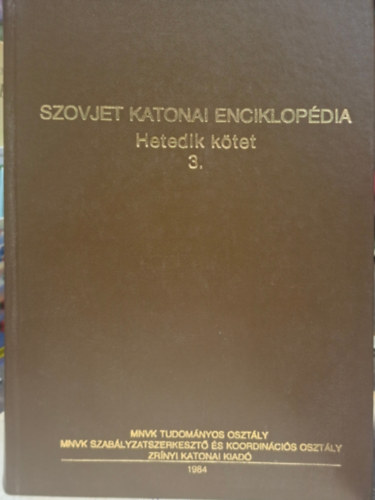 SZOVJET KATONAI ENCIKLOPÉDIA
Hetedik kötet
3.
MNVK TUDOMÁNYOS OSZTÁLY
MNVK SZABÁLYZATSZERKESZTŐ ÉS KOORDINÁCIÓS OSZTÁLY
ZRÍNYI KATONAI KIADÓ
1984